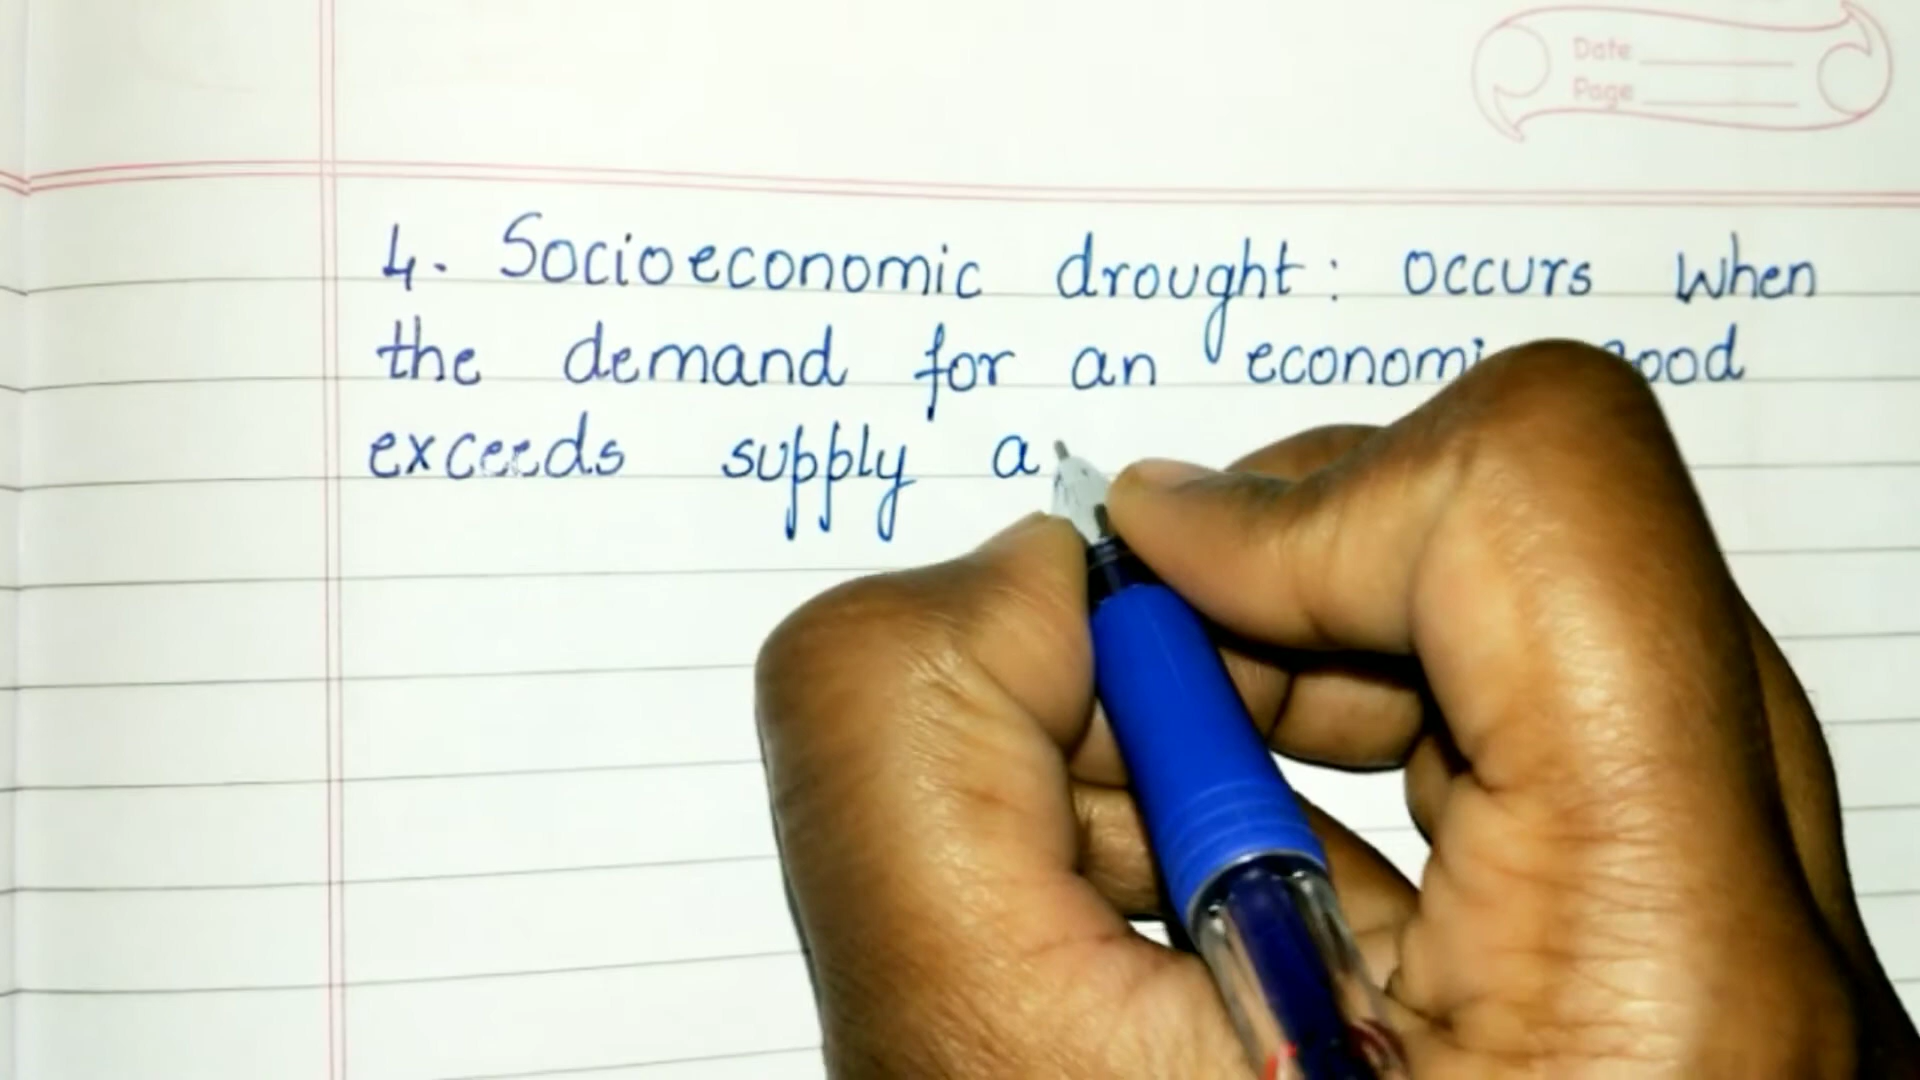 Date
Page
4. Socioeconomic drought: occurs when
the demand for an
exceeds supply a